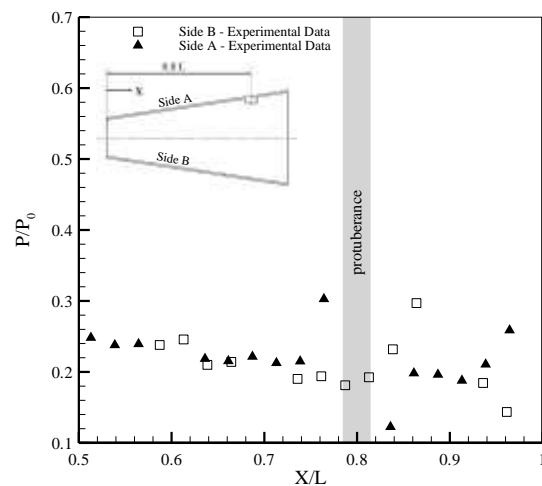 0.7
0.6
0.5
0.4
0.3
0.2
0.1
P/P0
Side B - Experimental Data
Side A - Experimental Data
X
Side A
Side B
protuberance
0.5
0.6
0.7
0.8
0.9
1
X/L